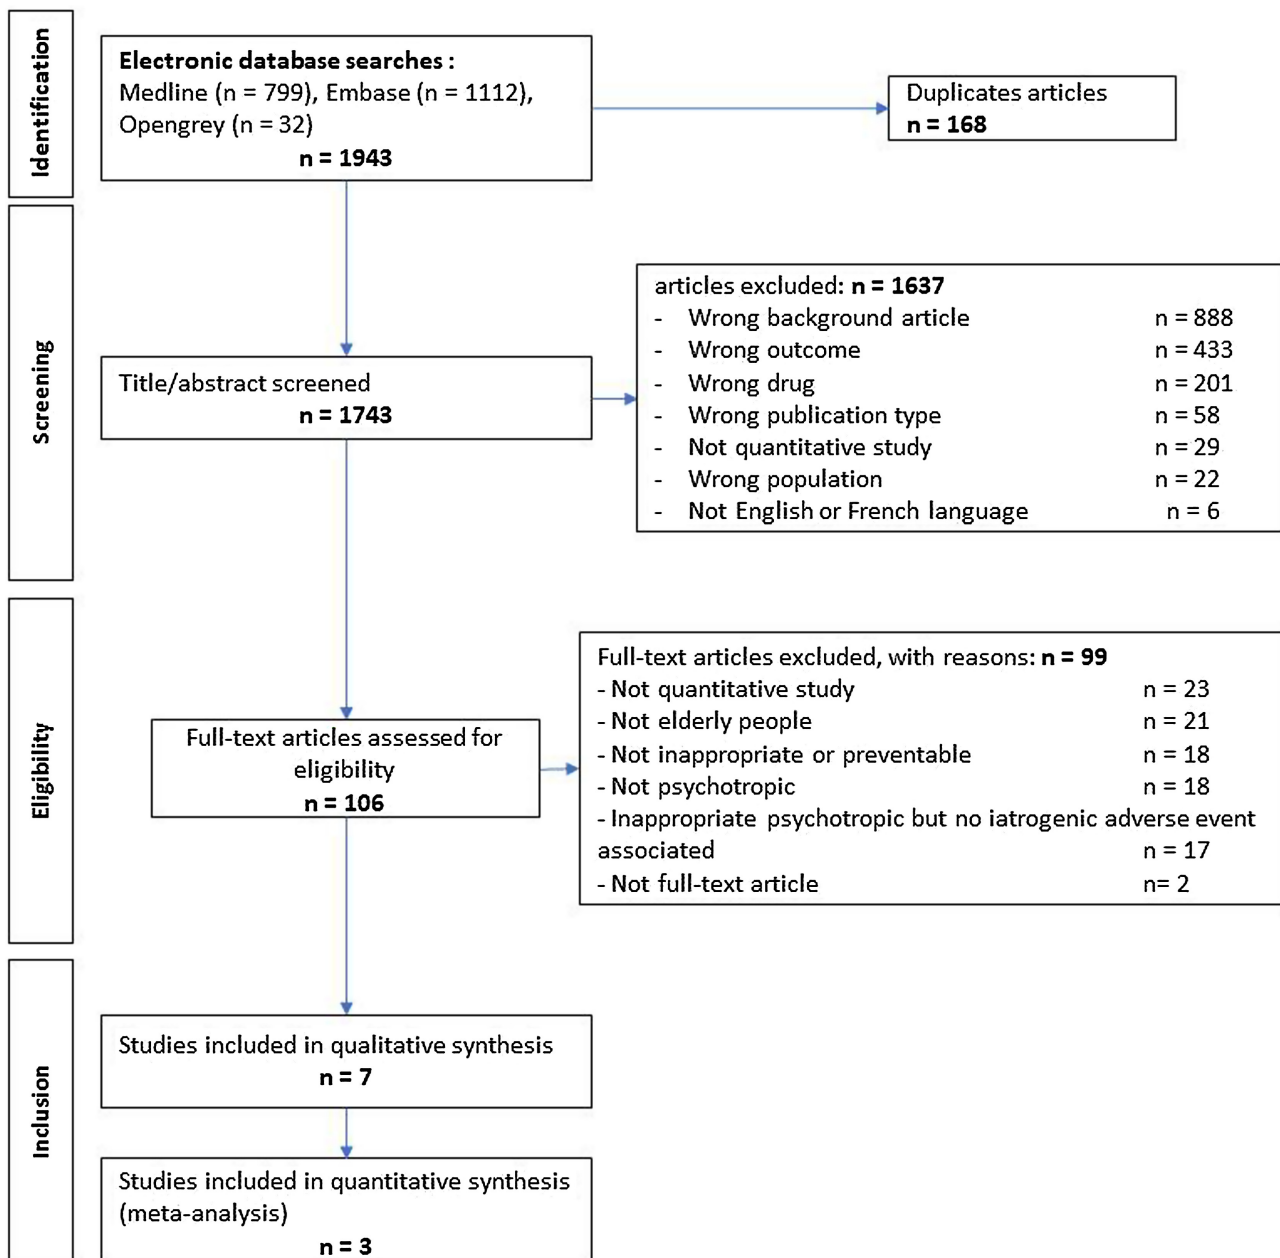 Identification
Electronic database searches :
Medline (n = 799), Embase (n = 1112),
Opengrey (n = 32)
n = 1943
Duplicates articles
n = 168
Screening
Title/abstract screened
n = 1743
articles excluded: n = 1637
- Wrong background article n = 888
- Wrong outcome n = 433
- Wrong drug n = 201
- Wrong publication type n = 58
- Not quantitative study n = 29
- Wrong population n = 22
- Not English or French language n = 6
Eligibility
Full-text articles assessed for
eligibility
n = 106
Full-text articles excluded, with reasons: n = 99
- Not quantitative study n = 23
- Not elderly people n = 21
- Not inappropriate or preventable n = 18
- Not psychotropic n = 18
- Inappropriate psychotropic but no iatrogenic adverse event
associated n = 17
- Not full-text article n= 2
Inclusion
Studies included in qualitative synthesis
n = 7
Studies included in quantitative synthesis
(meta-analysis)
n = 3